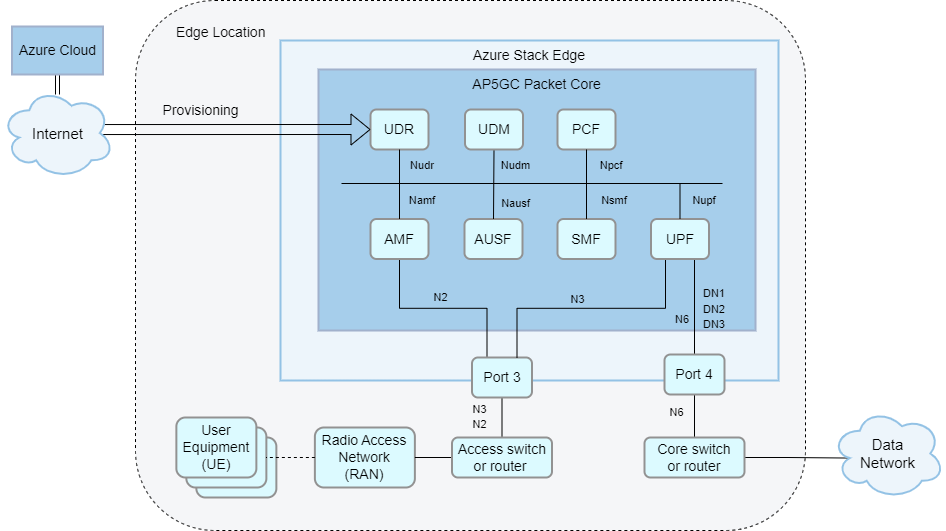 Edge Location
Azure Cloud
Azure Stack Edge
AP5GC Packet Core
Provisioning
Internet
UDR
UDM
PCF
Nudr
Nudm
Npcf
Namf
Nausf
Nsmf
Nupf
AMF
AUSF
SMF
UPF
N2
N3
DN1
DN2
N6
DN3
Port 3
Port 4
N3
N2
N6
User
Equipment
(UE)
Radio Access
Network
(RAN)
Access switch
or router
Core switch
or router
Data
Network